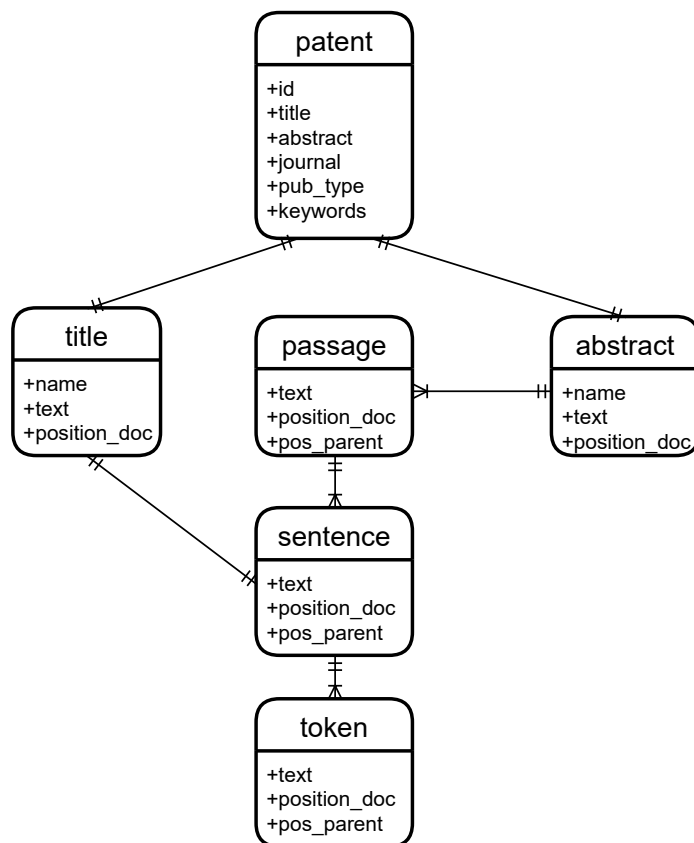 patent
+id
+title
+abstract
+journal
+pub_type
+keywords
title
+name
+text
+position_doc
passage
+text
+position_doc
+pos_parent
abstract
+name
+text
+position_doc
sentence
+text
+position_doc
+pos_parent
token
+text
+position_doc
+pos_parent